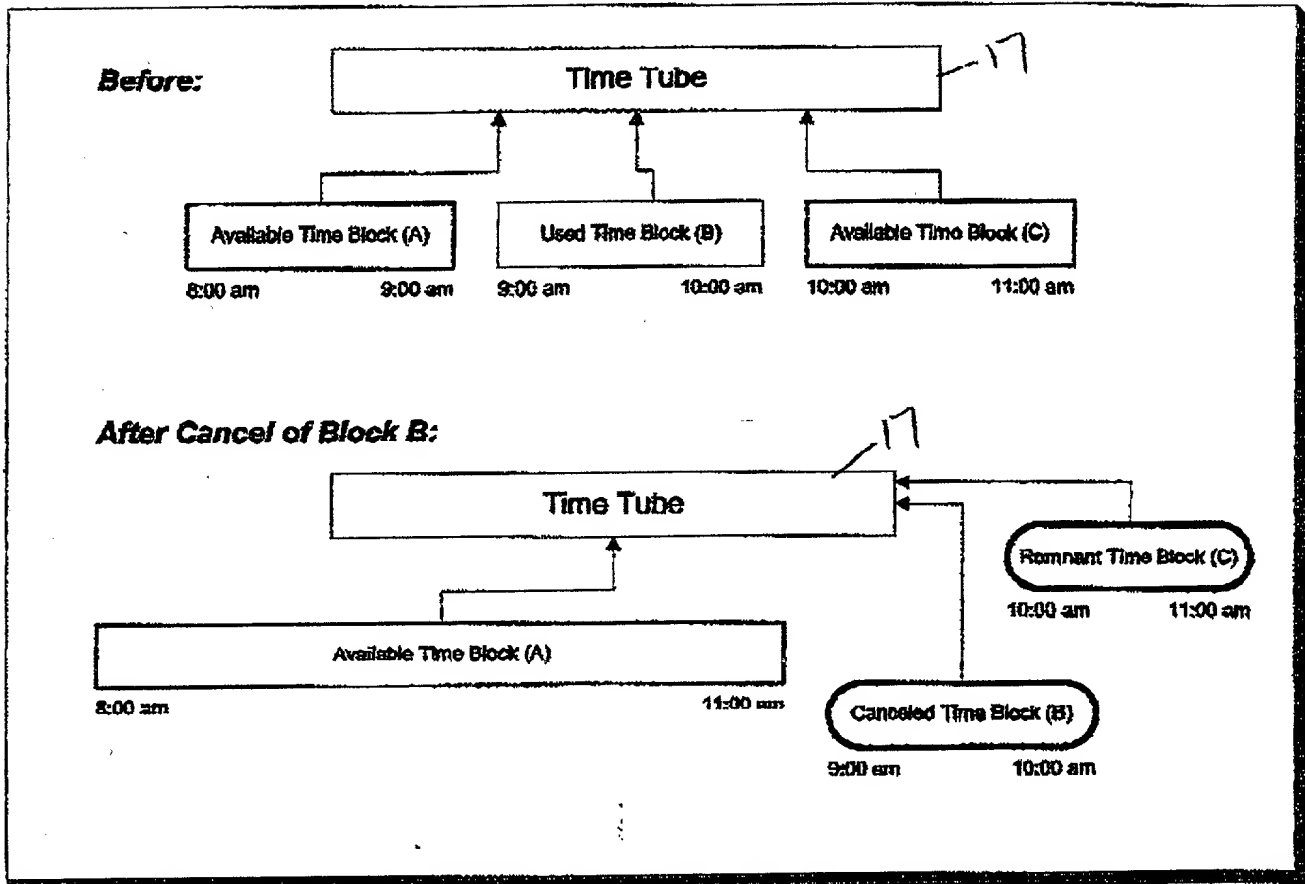 Before:
Time Tube
17
Available Time Block (A)
Used Time Block (B)
Available Time Block (C)
8:00 am
9:00 am
9:00 am
10:00 am
10:00 am
11:00 am
After Cancel of Block B:
17
Time Tube
Remnant Time Block (C)
10:00 am
11:00 am
Available Time Block (A)
8:00 am
11:00 am
Canceled Time Block (B)
9:00 am
10:00 am